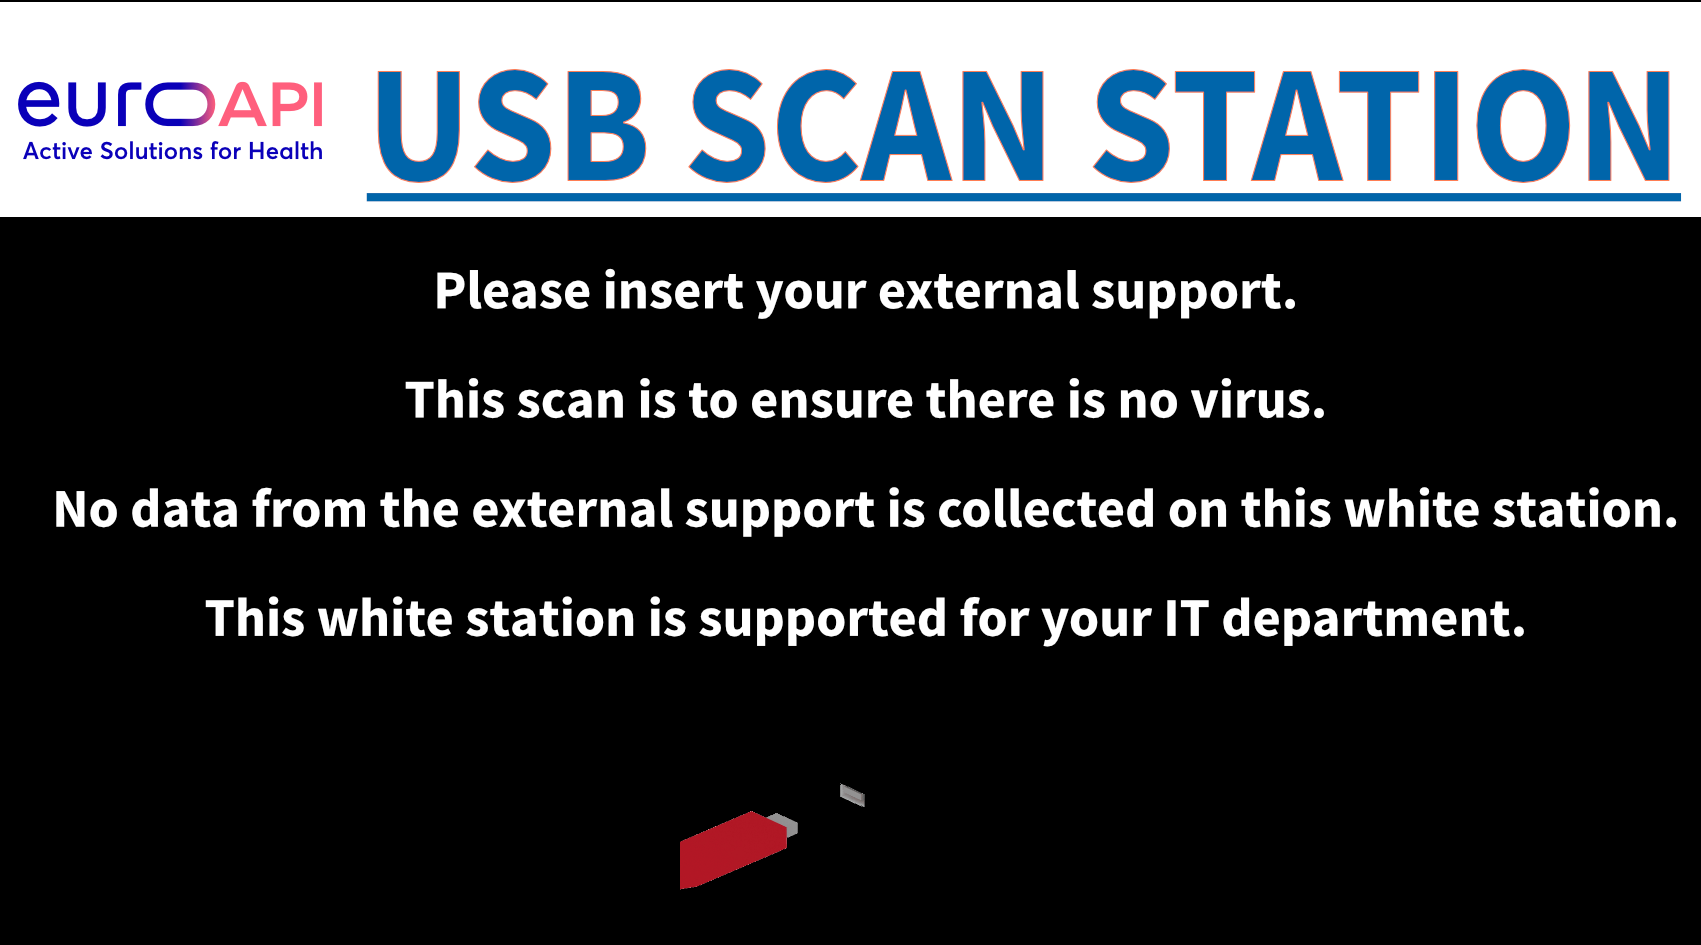 euroAPI
Active Solutions for Health
USB SCAN STATION
Please insert your external support.
This scan is to ensure there is no virus.
No data from the external support is collected on this white station.
This white station is supported for your IT department.